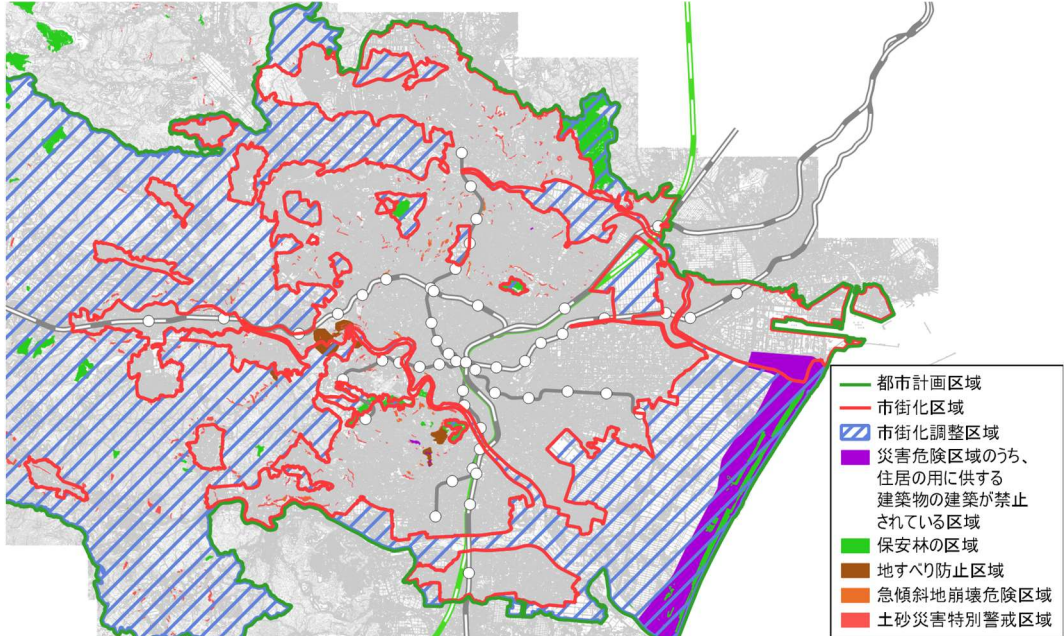 都市計画区域
市街化区域
市街化調整区域
災害危険区域のうち、
住居の用に供する
建築物の建築が禁止
されている区域
保安林の区域
地すべり防止区域
急傾斜地崩壊危険区域
土砂災害特別警戒区域